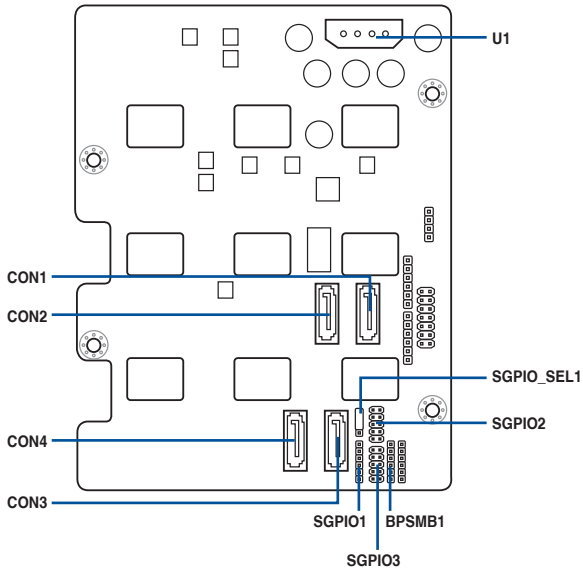 U1
CON1
CON2
SGPIO_SEL1
SGPIO2
CON4
CON3
SGPIO1
BPSMB1
SGPIO3